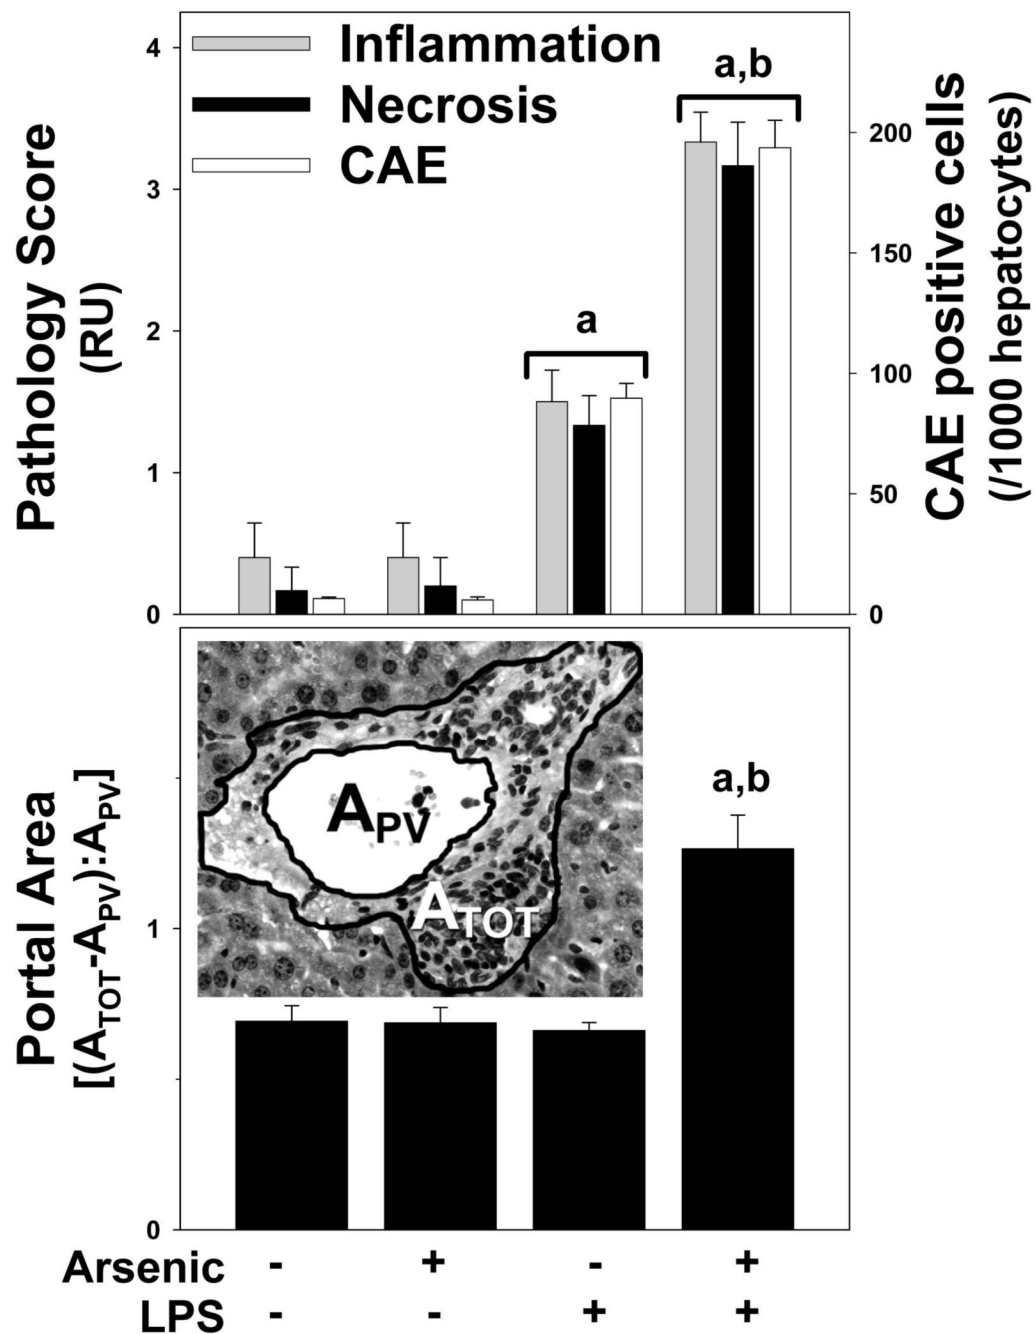 Inflammation
Necrosis
CAE
Pathology Score
(RU)
4
3
2
1
0
a
a,b
200
150
100
50
0
CAE positive cells
(/1000 hepatocytes)
Portal Area
[(A_TOT-A_PV):A_PV]
1
0
A_PV
A_TOT
a,b
Arsenic - + - +
LPS - - + +